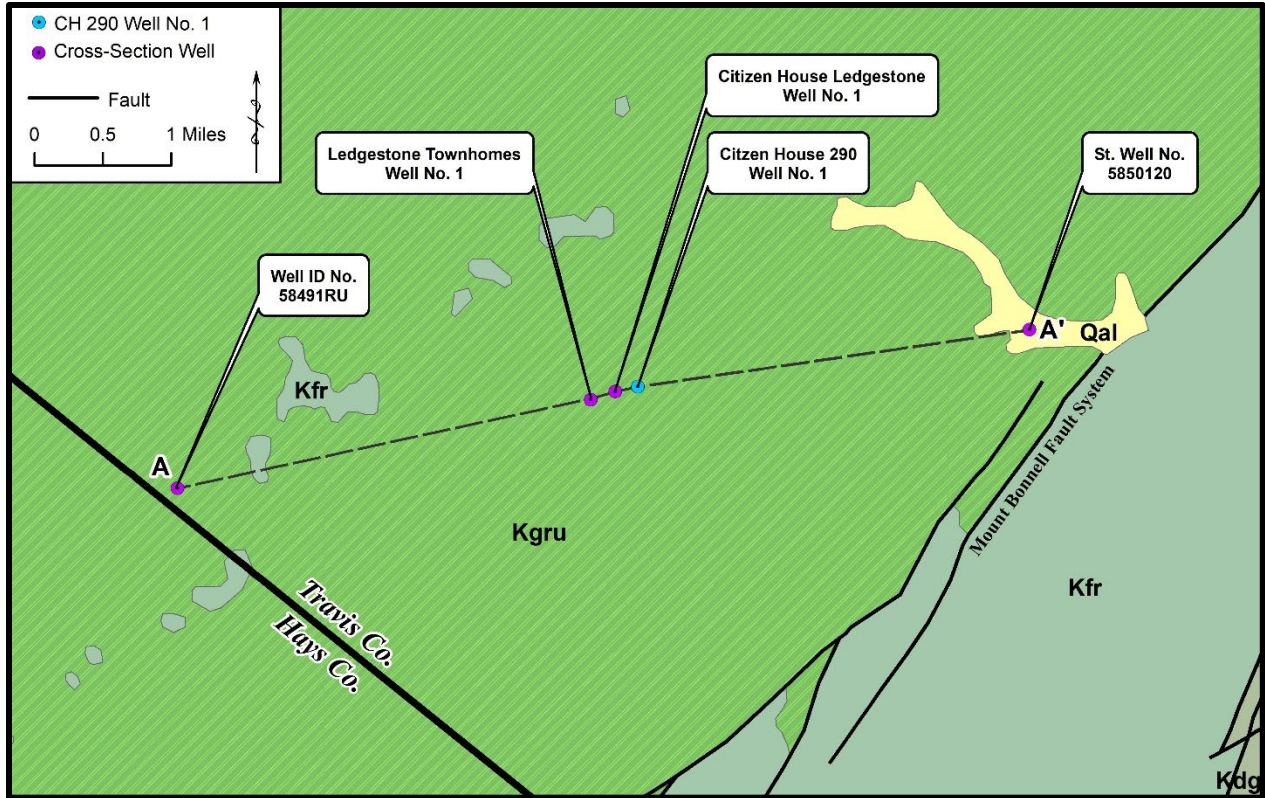 CH 290 Well No. 1
Cross-Section Well
Fault
0 0.5 1 Miles
Citizen House Ledgestone
Well No. 1
Ledgestone Townhomes
Well No. 1
Citzen House 290
Well No. 1
St. Well No.
5850120
Well ID No.
58491RU
A'
Qal
Kfr
A
Mount Bonnell Fault System
Kgru
Kfr
Travis Co.
Hays Co.
Kdg